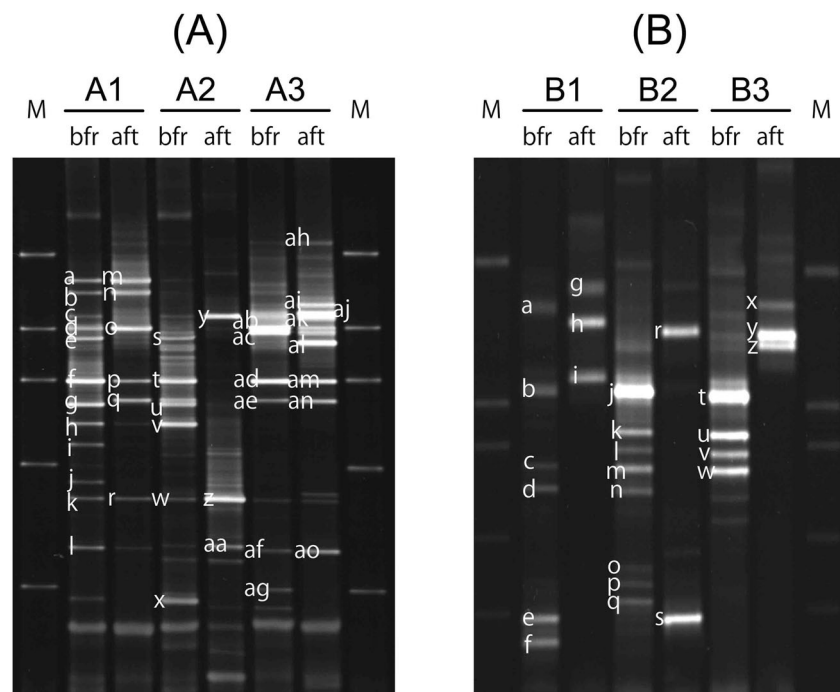 (A) (B)
A1 A2 A3 B1 B2 B3
M M M M
bfr aft bfr aft bfr aft bfr aft bfr aft bfr aft
ah
a m g
b n ai x
c y ab ak aj a h y
d o r z
e s ac al
f p t ad am b i j t
g q u ae an
h v k u
i l v
j c m w
k r w z d n
l aa af ao o
ag p
x q
e s
f